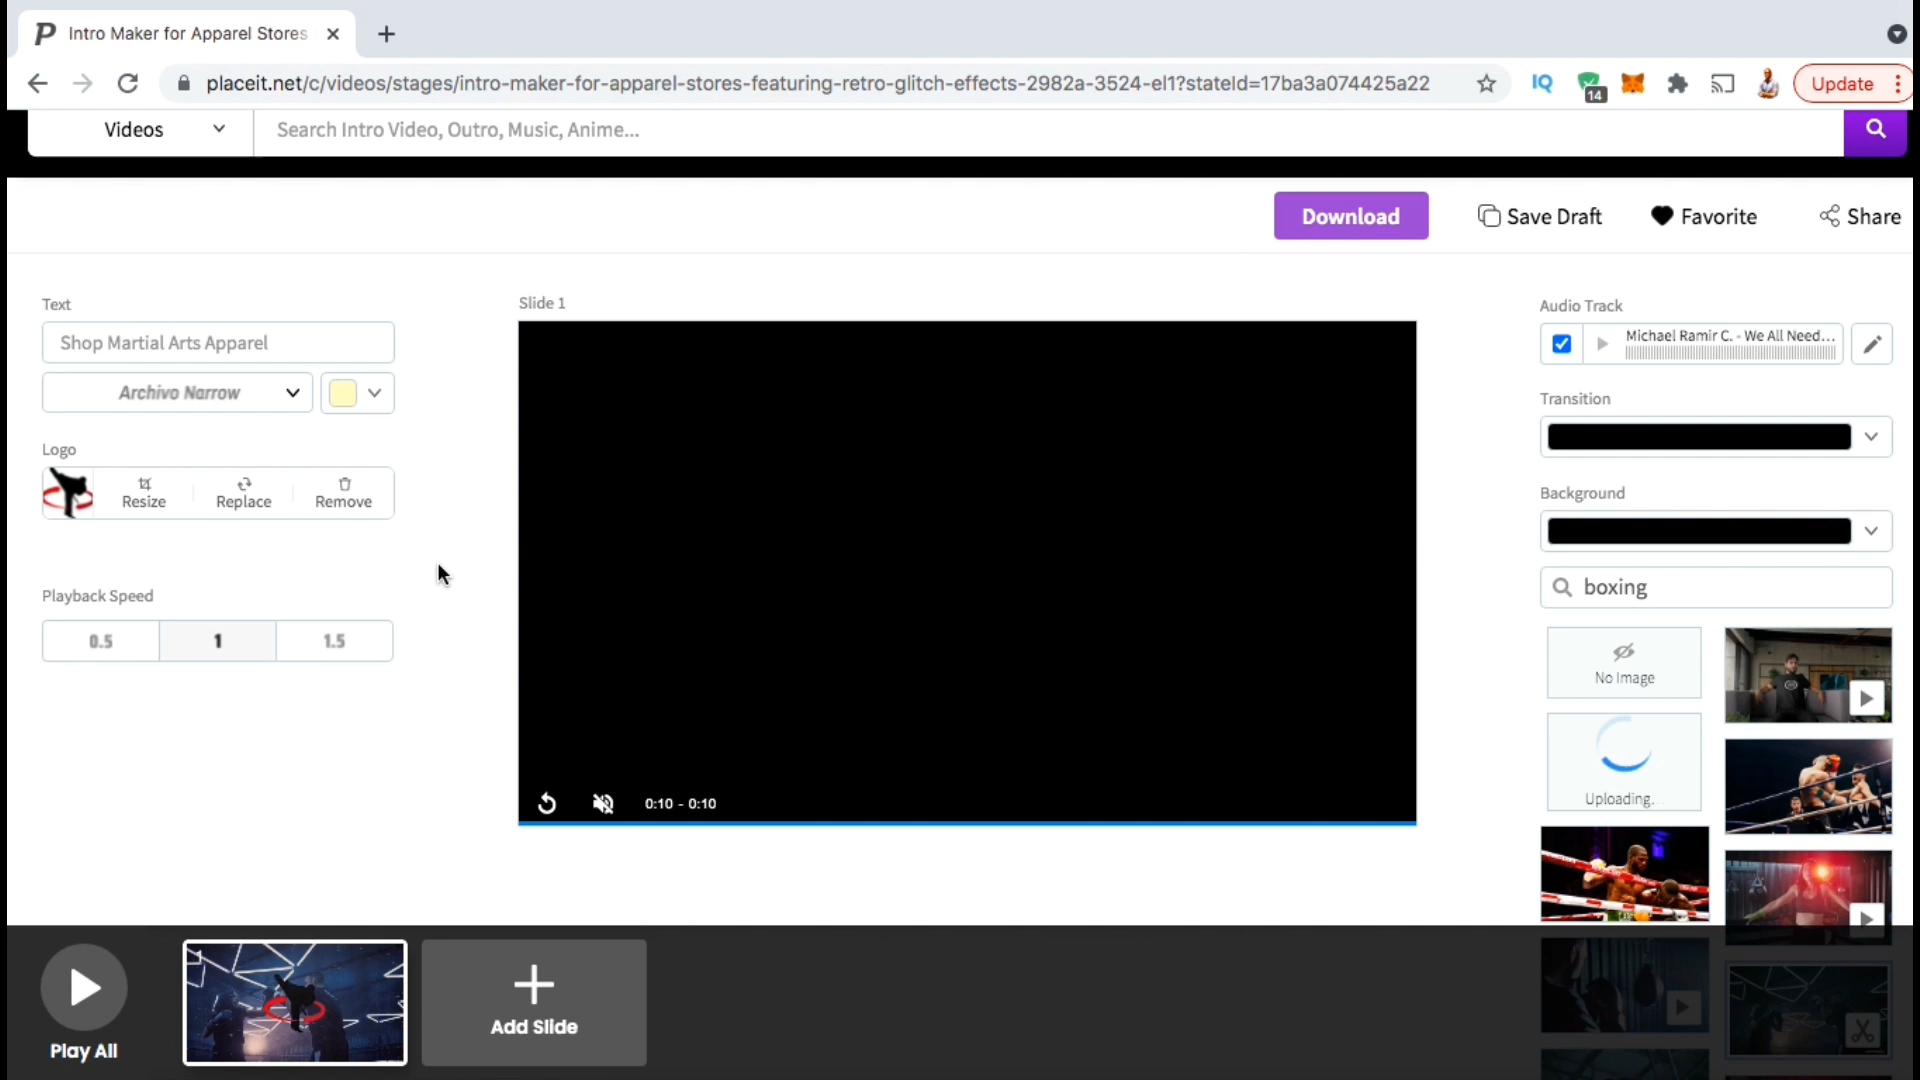 Intro Maker for Apparel Stores
placeit.net/c/videos/stages/intro-maker-for-apparel-stores-featuring-retro-glitch-effects-2982a-3524-el1?stateId=17ba3a074425a22
IQ
14
Update
Videos
Search Intro Video, Outro, Music, Anime...
Download
Save Draft
Favorite
Share
Text
Shop Martial Arts Apparel
Archivo Narrow
Logo
Resize
Replace
Remove
Playback Speed
0.5
1
1.5
Slide 1
0:10 - 0:10
Audio Track
Michael Ramir C. - We All Need...
Transition
Background
boxing
No Image
Uploading.
Play All
1
Add Slide